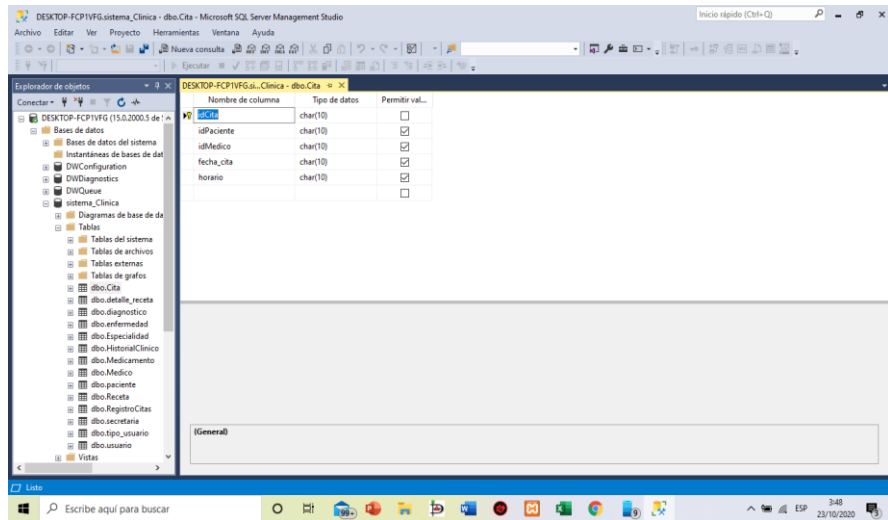 DESKTOP-FCP1VFG.sistema_Clinica - dbo.Cita - Microsoft SQL Server Management Studio
Inicio rápido (Ctrl+Q)
Archivo Editar Ver Proyecto Herramientas Ventana Ayuda
Nueva consulta
Ejecutar
Explorador de objetos
DESKTOP-FCP1VFG.si...Clinica - dbo.Cita
Conectar
Nombre de columna Tipo de datos Permitir val...
idCita char(10)
idPaciente char(10)
idMedico char(10)
fecha_cita char(10)
horario char(10)
DESKTOP-FCP1VFG (15.0.2000.5 de
Bases de datos
Bases de datos del sistema
Instantáneas de bases de dat
DWConfiguration
DWDiagnostics
DWQueue
sistema_Clinica
Diagramas de base de da
Tablas
Tablas del sistema
Tablas de archivos
Tablas externas
Tablas de grafos
dbo.Cita
dbo.detalle_receta
dbo.diagnostico
dbo.enfermedad
dbo.Especialidad
dbo.HistorialClinico
dbo.Medicamento
dbo.Medico
dbo.paciente
dbo.Receta
dbo.RegistroCitas
dbo.secretaria
dbo.tipo_usuario
dbo.usuario
Vistas
(General)
Listo
Escribe aquí para buscar
99+
ESP
3:48
23/10/2020